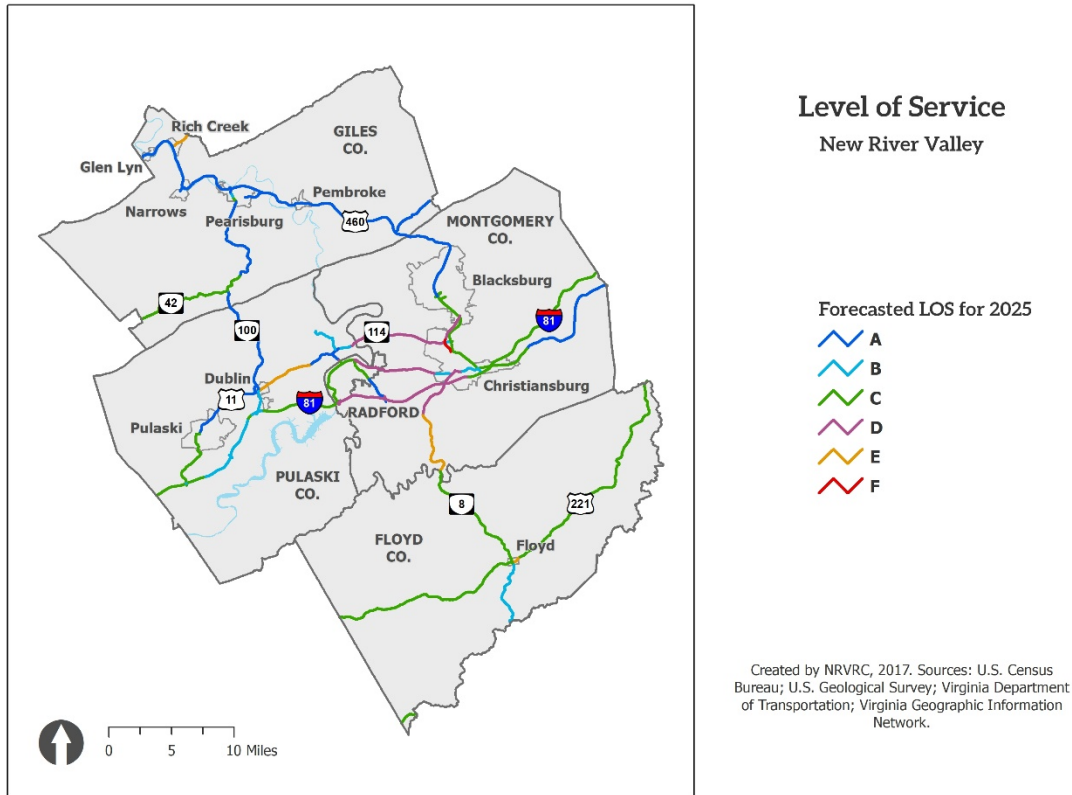 Level of Service
New River Valley
Rich Creek
GILES
CO.
Glen Lyn
Pembroke
Narrows
Pearisburg
460
MONTGOMERY
CO.
Blacksburg
42
100
114
81
Dublin
11
81
Christiansburg
RADFORD
Pulaski
PULASKI
CO.
8
221
FLOYD
CO.
Floyd
Forecasted LOS for 2025
A
B
C
D
E
F
0 5 10 Miles
Created by NRVRC, 2017. Sources: U.S. Census
Bureau; U.S. Geological Survey; Virginia Department
of Transportation; Virginia Geographic Information
Network.